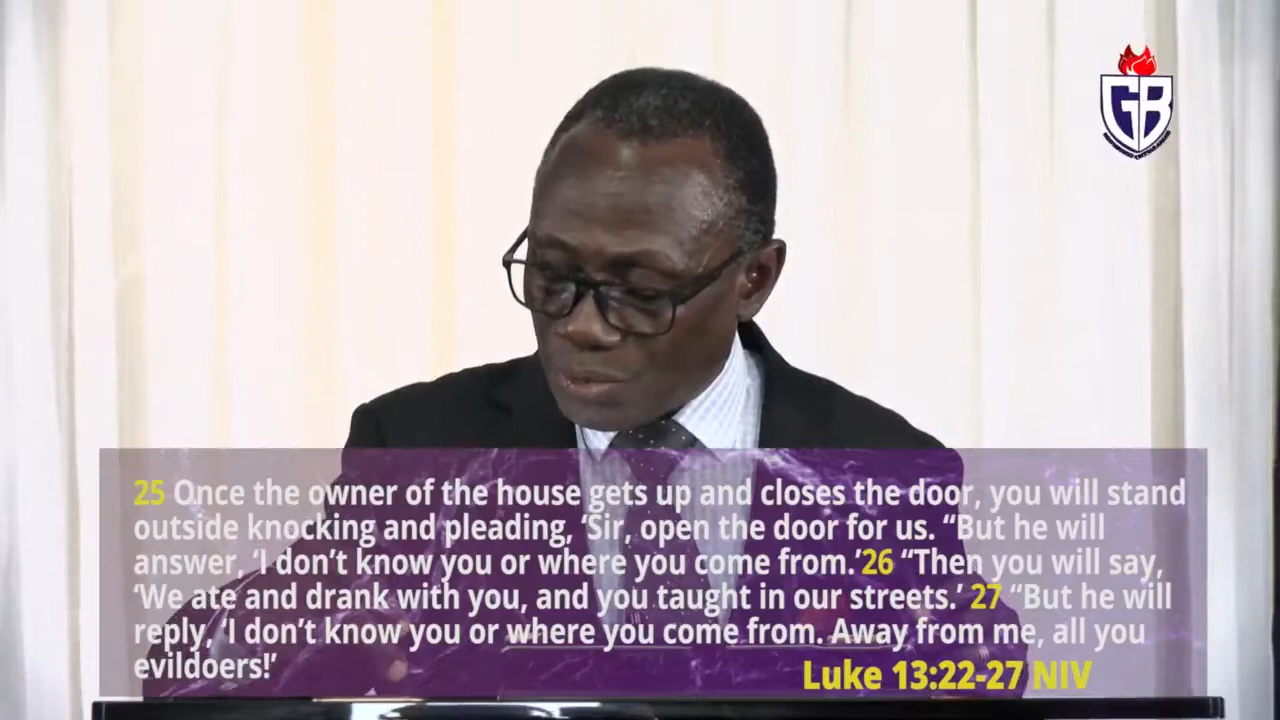 GB
25 Once the owner of the house gets up and closes the door, you will stand
outside knocking and pleading, ‘Sir, open the door for us. “But he will
answer, ‘I don’t know you or where you come from.’26 “Then you will say,
‘We ate and drank with you, and you taught in our streets.’ 27 “But he will
reply, ‘I don’t know you or where you come from. Away from me, all you
evildoers!’
Luke 13:22-27 NIV